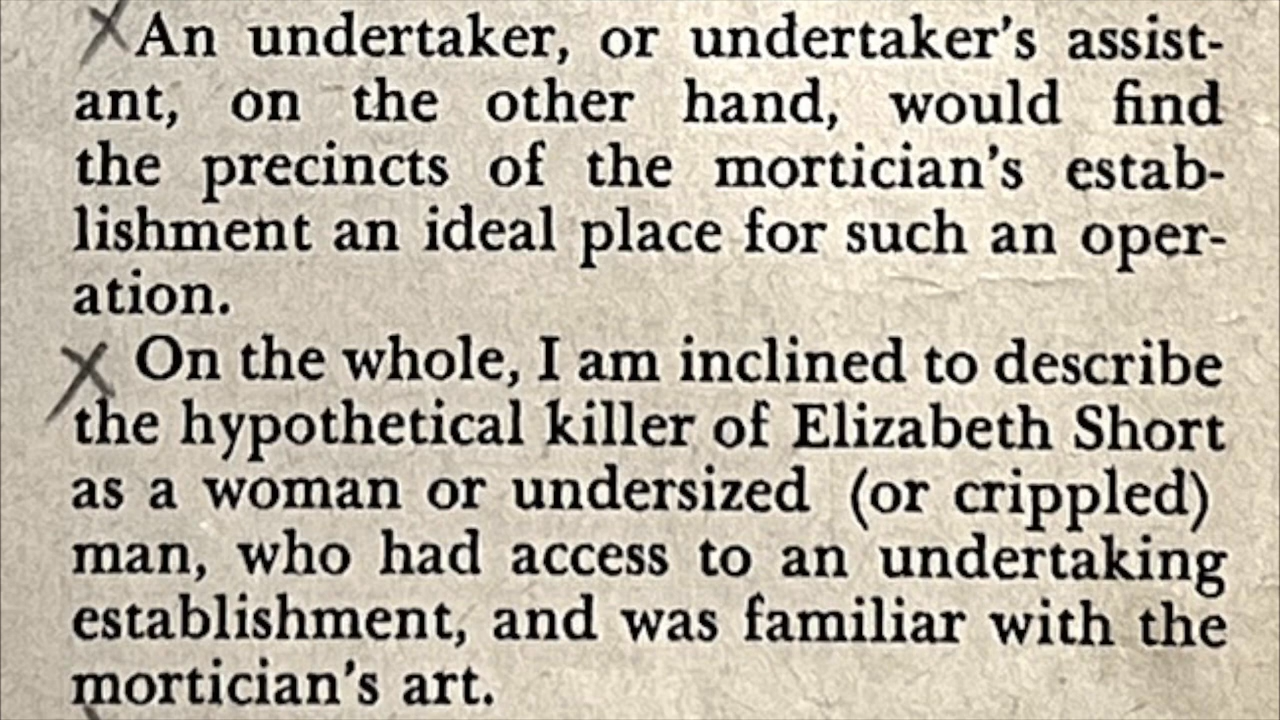 An undertaker, or undertaker's assist-
ant, on the other hand, would find
the precincts of the mortician's estab-
lishment an ideal place for such an oper-
ation.
On the whole, I am inclined to describe
the hypothetical killer of Elizabeth Short
as a woman or undersized (or crippled)
man, who had access to an undertaking
establishment, and was familiar with the
mortician's art.